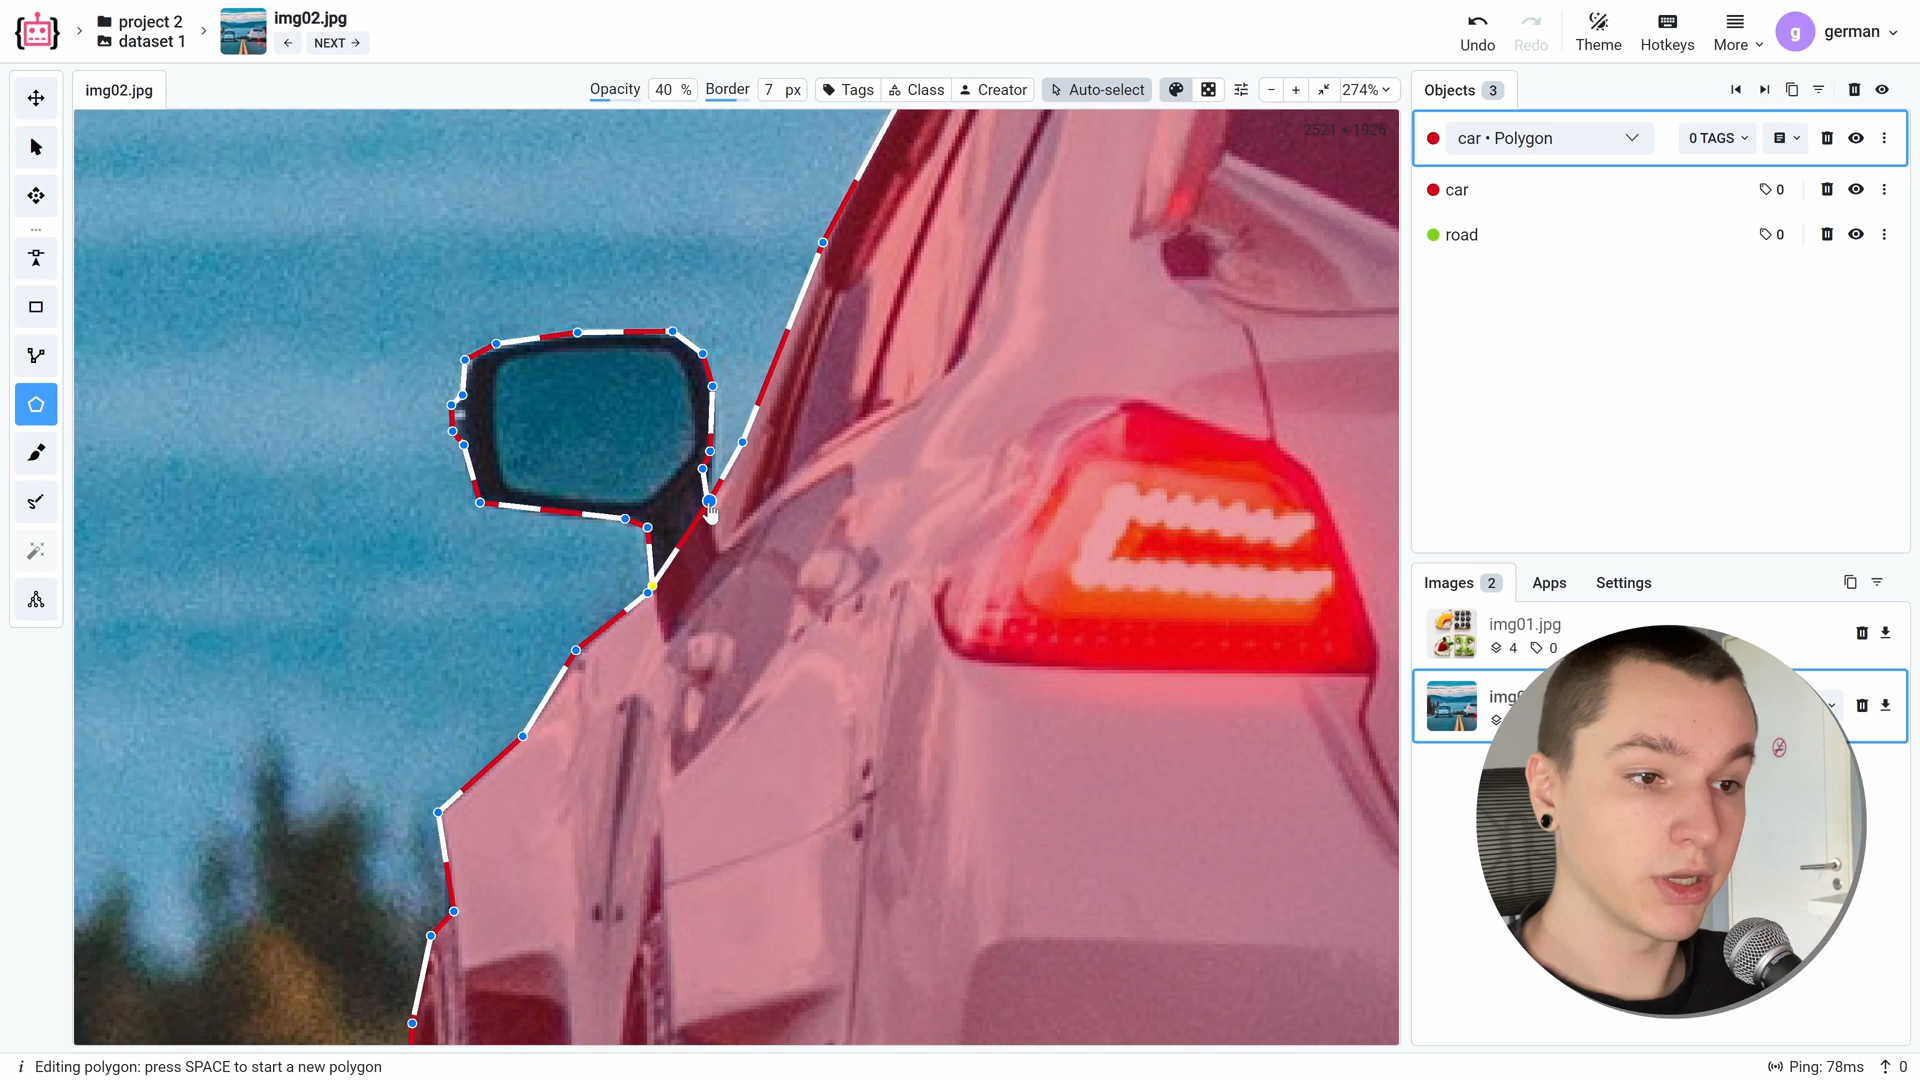 project 2
dataset 1
img02.jpg
NEXT
Undo
Redo
Theme
Hotkeys
More
g
german
img02.jpg
Opacity 40 % Border 7 px Tags Class Creator Auto-select 274%
2521 × 1926
Objects 3
car • Polygon 0 TAGS
car 0
road 0
Images 2 Apps Settings
img01.jpg
4 0
Editing polygon: press SPACE to start a new polygon
Ping: 78ms 0